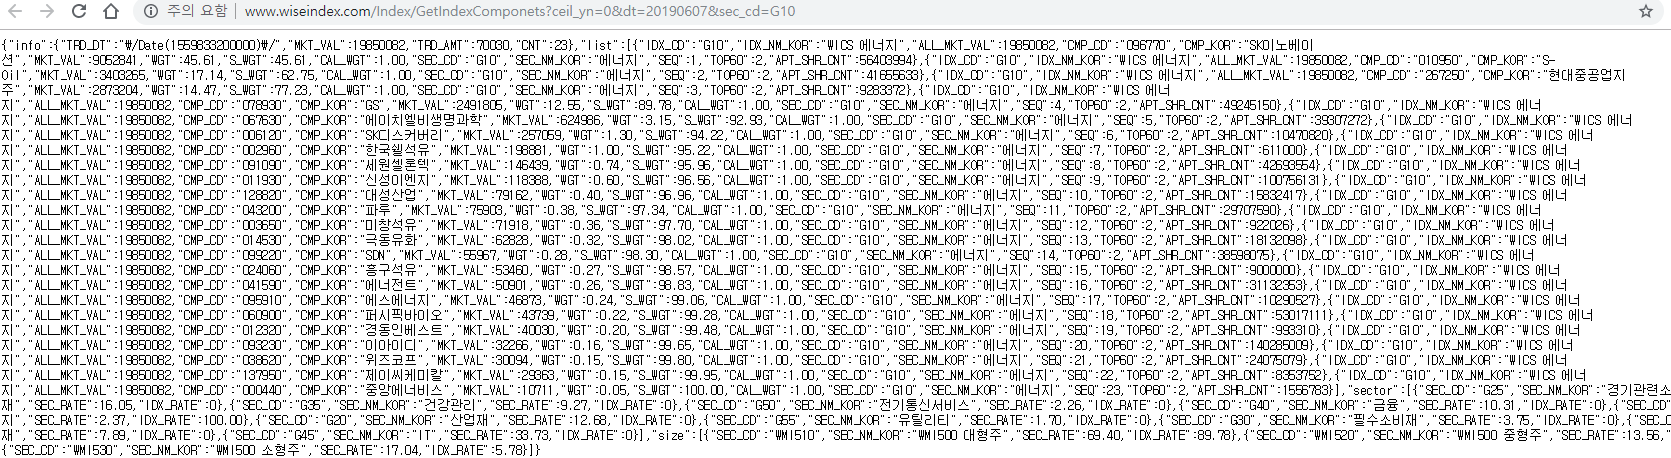 주의 요함 | www.wiseindex.com/Index/GetIndexComponets?ceil_yn=0&dt=20190607&sec_cd=G10
{"info":{"TRD_DT":"\/Date(1559833200000)\/","MKT_VAL":19850082,"TRD_AMT":70030,"CNT":23},"list":[{"IDX_CD":"G10","IDX_NM_KOR":"WICS 에너지","ALL_MKT_VAL":19850082,"CMP_CD":"096770","CMP_KOR":"SK이노베이
션","MKT_VAL":9052841,"WGT":45.61,"S_WGT":45.61,"CAL_WGT":1.00,"SEC_CD":"G10","SEC_NM_KOR":"에너지","SEQ":1,"TOP60":2,"APT_SHR_CNT":56403994},{"IDX_CD":"G10","IDX_NM_KOR":"WICS 에너지","ALL_MKT_VAL":19850082,"CMP_CD":"010950","CMP_KOR":"S-
Oil","MKT_VAL":3403265,"WGT":17.14,"S_WGT":62.75,"CAL_WGT":1.00,"SEC_CD":"G10","SEC_NM_KOR":"에너지","SEQ":2,"TOP60":2,"APT_SHR_CNT":41655633},{"IDX_CD":"G10","IDX_NM_KOR":"WICS 에너지","ALL_MKT_VAL":19850082,"CMP_CD":"267250","CMP_KOR":"현대중공업지
주","MKT_VAL":2873204,"WGT":14.47,"S_WGT":77.23,"CAL_WGT":1.00,"SEC_CD":"G10","SEC_NM_KOR":"에너지","SEQ":3,"TOP60":2,"APT_SHR_CNT":9283372},{"IDX_CD":"G10","IDX_NM_KOR":"WICS 에너
지","ALL_MKT_VAL":19850082,"CMP_CD":"078930","CMP_KOR":"GS","MKT_VAL":2491805,"WGT":12.55,"S_WGT":89.78,"CAL_WGT":1.00,"SEC_CD":"G10","SEC_NM_KOR":"에너지","SEQ":4,"TOP60":2,"APT_SHR_CNT":49245150},{"IDX_CD":"G10","IDX_NM_KOR":"WICS 에너
지","ALL_MKT_VAL":19850082,"CMP_CD":"067630","CMP_KOR":"에이치엘비생명과학","MKT_VAL":624986,"WGT":3.15,"S_WGT":92.93,"CAL_WGT":1.00,"SEC_CD":"G10","SEC_NM_KOR":"에너지","SEQ":5,"TOP60":2,"APT_SHR_CNT":39307272},{"IDX_CD":"G10","IDX_NM_KOR":"WICS 에너
지","ALL_MKT_VAL":19850082,"CMP_CD":"006120","CMP_KOR":"SK디스커버리","MKT_VAL":257059,"WGT":1.30,"S_WGT":94.22,"CAL_WGT":1.00,"SEC_CD":"G10","SEC_NM_KOR":"에너지","SEQ":6,"TOP60":2,"APT_SHR_CNT":10470820},{"IDX_CD":"G10","IDX_NM_KOR":"WICS 에너
지","ALL_MKT_VAL":19850082,"CMP_CD":"002960","CMP_KOR":"한국쉘석유","MKT_VAL":198881,"WGT":1.00,"S_WGT":95.22,"CAL_WGT":1.00,"SEC_CD":"G10","SEC_NM_KOR":"에너지","SEQ":7,"TOP60":2,"APT_SHR_CNT":611000},{"IDX_CD":"G10","IDX_NM_KOR":"WICS 에너
지","ALL_MKT_VAL":19850082,"CMP_CD":"091090","CMP_KOR":"세원셀론텍","MKT_VAL":146439,"WGT":0.74,"S_WGT":95.96,"CAL_WGT":1.00,"SEC_CD":"G10","SEC_NM_KOR":"에너지","SEQ":8,"TOP60":2,"APT_SHR_CNT":42693554},{"IDX_CD":"G10","IDX_NM_KOR":"WICS 에너
지","ALL_MKT_VAL":19850082,"CMP_CD":"011930","CMP_KOR":"신성이엔지","MKT_VAL":118388,"WGT":0.60,"S_WGT":96.56,"CAL_WGT":1.00,"SEC_CD":"G10","SEC_NM_KOR":"에너지","SEQ":9,"TOP60":2,"APT_SHR_CNT":100756131},{"IDX_CD":"G10","IDX_NM_KOR":"WICS 에너
지","ALL_MKT_VAL":19850082,"CMP_CD":"128820","CMP_KOR":"대성산업","MKT_VAL":79162,"WGT":0.40,"S_WGT":96.96,"CAL_WGT":1.00,"SEC_CD":"G10","SEC_NM_KOR":"에너지","SEQ":10,"TOP60":2,"APT_SHR_CNT":15832417},{"IDX_CD":"G10","IDX_NM_KOR":"WICS 에너
지","ALL_MKT_VAL":19850082,"CMP_CD":"043200","CMP_KOR":"파루","MKT_VAL":75903,"WGT":0.38,"S_WGT":97.34,"CAL_WGT":1.00,"SEC_CD":"G10","SEC_NM_KOR":"에너지","SEQ":11,"TOP60":2,"APT_SHR_CNT":29707590},{"IDX_CD":"G10","IDX_NM_KOR":"WICS 에너
지","ALL_MKT_VAL":19850082,"CMP_CD":"003650","CMP_KOR":"미창석유","MKT_VAL":71918,"WGT":0.36,"S_WGT":97.70,"CAL_WGT":1.00,"SEC_CD":"G10","SEC_NM_KOR":"에너지","SEQ":12,"TOP60":2,"APT_SHR_CNT":922026},{"IDX_CD":"G10","IDX_NM_KOR":"WICS 에너
지","ALL_MKT_VAL":19850082,"CMP_CD":"014530","CMP_KOR":"극동유화","MKT_VAL":62828,"WGT":0.32,"S_WGT":98.02,"CAL_WGT":1.00,"SEC_CD":"G10","SEC_NM_KOR":"에너지","SEQ":13,"TOP60":2,"APT_SHR_CNT":18132098},{"IDX_CD":"G10","IDX_NM_KOR":"WICS 에너
지","ALL_MKT_VAL":19850082,"CMP_CD":"099220","CMP_KOR":"SDN","MKT_VAL":55967,"WGT":0.28,"S_WGT":98.30,"CAL_WGT":1.00,"SEC_CD":"G10","SEC_NM_KOR":"에너지","SEQ":14,"TOP60":2,"APT_SHR_CNT":38598075},{"IDX_CD":"G10","IDX_NM_KOR":"WICS 에너
지","ALL_MKT_VAL":19850082,"CMP_CD":"024060","CMP_KOR":"흥구석유","MKT_VAL":53460,"WGT":0.27,"S_WGT":98.57,"CAL_WGT":1.00,"SEC_CD":"G10","SEC_NM_KOR":"에너지","SEQ":15,"TOP60":2,"APT_SHR_CNT":9000000},{"IDX_CD":"G10","IDX_NM_KOR":"WICS 에너
지","ALL_MKT_VAL":19850082,"CMP_CD":"041590","CMP_KOR":"에너전트","MKT_VAL":50901,"WGT":0.26,"S_WGT":98.83,"CAL_WGT":1.00,"SEC_CD":"G10","SEC_NM_KOR":"에너지","SEQ":16,"TOP60":2,"APT_SHR_CNT":31132353},{"IDX_CD":"G10","IDX_NM_KOR":"WICS 에너
지","ALL_MKT_VAL":19850082,"CMP_CD":"095910","CMP_KOR":"에스에너지","MKT_VAL":46873,"WGT":0.24,"S_WGT":99.06,"CAL_WGT":1.00,"SEC_CD":"G10","SEC_NM_KOR":"에너지","SEQ":17,"TOP60":2,"APT_SHR_CNT":10290527},{"IDX_CD":"G10","IDX_NM_KOR":"WICS 에너
지","ALL_MKT_VAL":19850082,"CMP_CD":"060900","CMP_KOR":"퍼시픽바이오","MKT_VAL":43739,"WGT":0.22,"S_WGT":99.28,"CAL_WGT":1.00,"SEC_CD":"G10","SEC_NM_KOR":"에너지","SEQ":18,"TOP60":2,"APT_SHR_CNT":53017111},{"IDX_CD":"G10","IDX_NM_KOR":"WICS 에너
지","ALL_MKT_VAL":19850082,"CMP_CD":"012320","CMP_KOR":"경동인베스트","MKT_VAL":40030,"WGT":0.20,"S_WGT":99.48,"CAL_WGT":1.00,"SEC_CD":"G10","SEC_NM_KOR":"에너지","SEQ":19,"TOP60":2,"APT_SHR_CNT":993310},{"IDX_CD":"G10","IDX_NM_KOR":"WICS 에너
지","ALL_MKT_VAL":19850082,"CMP_CD":"093230","CMP_KOR":"이아이디","MKT_VAL":32266,"WGT":0.16,"S_WGT":99.65,"CAL_WGT":1.00,"SEC_CD":"G10","SEC_NM_KOR":"에너지","SEQ":20,"TOP60":2,"APT_SHR_CNT":140285009},{"IDX_CD":"G10","IDX_NM_KOR":"WICS 에너
지","ALL_MKT_VAL":19850082,"CMP_CD":"038620","CMP_KOR":"위즈코프","MKT_VAL":30094,"WGT":0.15,"S_WGT":99.80,"CAL_WGT":1.00,"SEC_CD":"G10","SEC_NM_KOR":"에너지","SEQ":21,"TOP60":2,"APT_SHR_CNT":24075079},{"IDX_CD":"G10","IDX_NM_KOR":"WICS 에너
지","ALL_MKT_VAL":19850082,"CMP_CD":"137950","CMP_KOR":"제이씨케미칼","MKT_VAL":29363,"WGT":0.15,"S_WGT":99.95,"CAL_WGT":1.00,"SEC_CD":"G10","SEC_NM_KOR":"에너지","SEQ":22,"TOP60":2,"APT_SHR_CNT":8353752},{"IDX_CD":"G10","IDX_NM_KOR":"WICS 에너
지","ALL_MKT_VAL":19850082,"CMP_CD":"000440","CMP_KOR":"중앙에너비스","MKT_VAL":10711,"WGT":0.05,"S_WGT":100.00,"CAL_WGT":1.00,"SEC_CD":"G10","SEC_NM_KOR":"에너지","SEQ":23,"TOP60":2,"APT_SHR_CNT":1556783}],"sector":[{"SEC_CD":"G25","SEC_NM_KOR":"경기관련소
재","SEC_RATE":16.05,"IDX_RATE":0},{"SEC_CD":"G35","SEC_NM_KOR":"건강관리","SEC_RATE":9.27,"IDX_RATE":0},{"SEC_CD":"G50","SEC_NM_KOR":"전기통신서비스","SEC_RATE":2.26,"IDX_RATE":0},{"SEC_CD":"G40","SEC_NM_KOR":"금융","SEC_RATE":10.31,"IDX_RATE":0},{"SEC_CD":"G
지","SEC_RATE":2.37,"IDX_RATE":100.00},{"SEC_CD":"G20","SEC_NM_KOR":"산업재","SEC_RATE":12.68,"IDX_RATE":0},{"SEC_CD":"G55","SEC_NM_KOR":"유틸리티","SEC_RATE":1.70,"IDX_RATE":0},{"SEC_CD":"G30","SEC_NM_KOR":"필수소비재","SEC_RATE":3.75,"IDX_RATE":0},{"SEC_CD":
재","SEC_RATE":7.89,"IDX_RATE":0},{"SEC_CD":"G45","SEC_NM_KOR":"IT","SEC_RATE":33.73,"IDX_RATE":0}],"size":[{"SEC_CD":"WMI510","SEC_NM_KOR":"WMI500 대형주","SEC_RATE":69.40,"IDX_RATE":89.78},{"SEC_CD":"WMI520","SEC_NM_KOR":"WMI500 중형주","SEC_RATE":13.56,
{"SEC_CD":"WMI530","SEC_NM_KOR":"WMI500 소형주","SEC_RATE":17.04,"IDX_RATE":5.78}]}